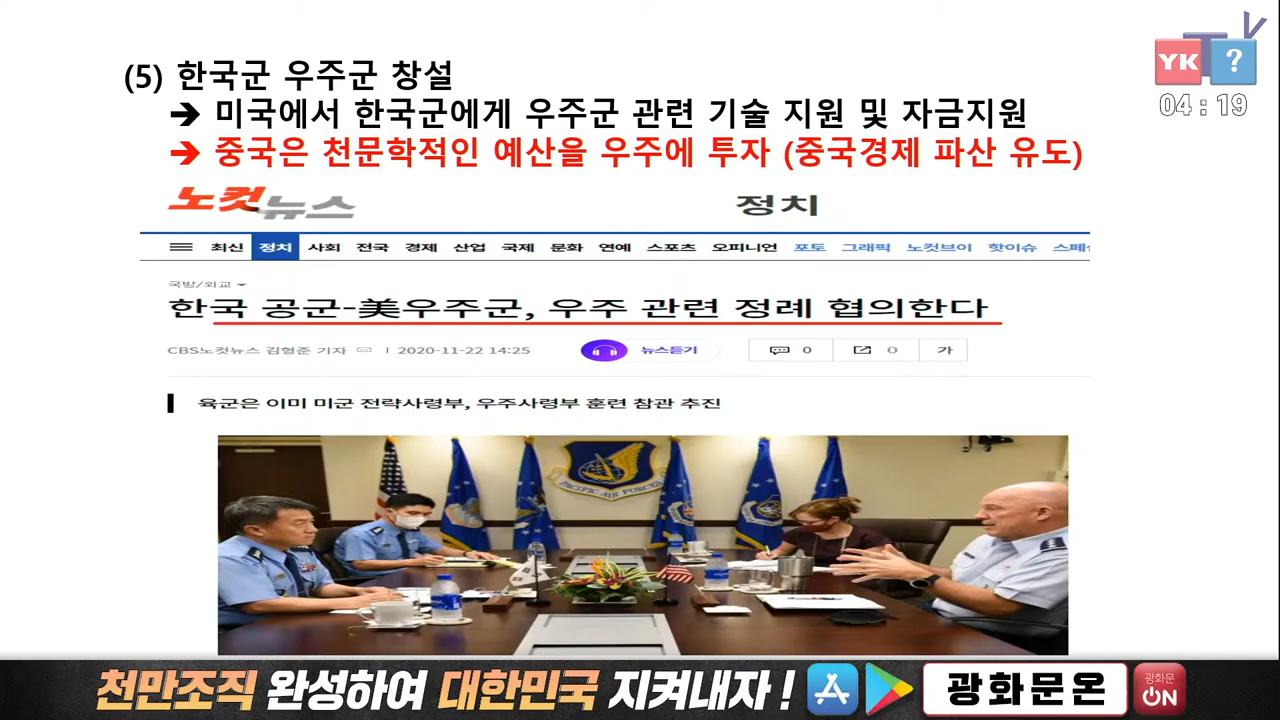 (5) 한국군 우주군 창설
➔ 미국에서 한국군에게 우주군 관련 기술 지원 및 자금지원
➔ 중국은 천문학적인 예산을 우주에 투자 (중국경제 파산 유도)
YK TV ?
04 : 19
노컷뉴스 정치
최신 정치 사회 전국 경제 산업 국제 문화 연예 스포츠 오피니언 포토 그래픽 노컷브이 핫이슈 스페
국방/외교
한국 공군-美우주군, 우주 관련 정례 협의한다
CBS노컷뉴스 김형준 기자 | 2020-11-22 14:25 뉴스듣기 0 0 가
육군은 이미 미군 전략사령부, 우주사령부 훈련 참관 추진
PACIFIC AIR FORCES
천만조직 완성하여 대한민국 지켜내자 ! 광화문온 광화문 ON